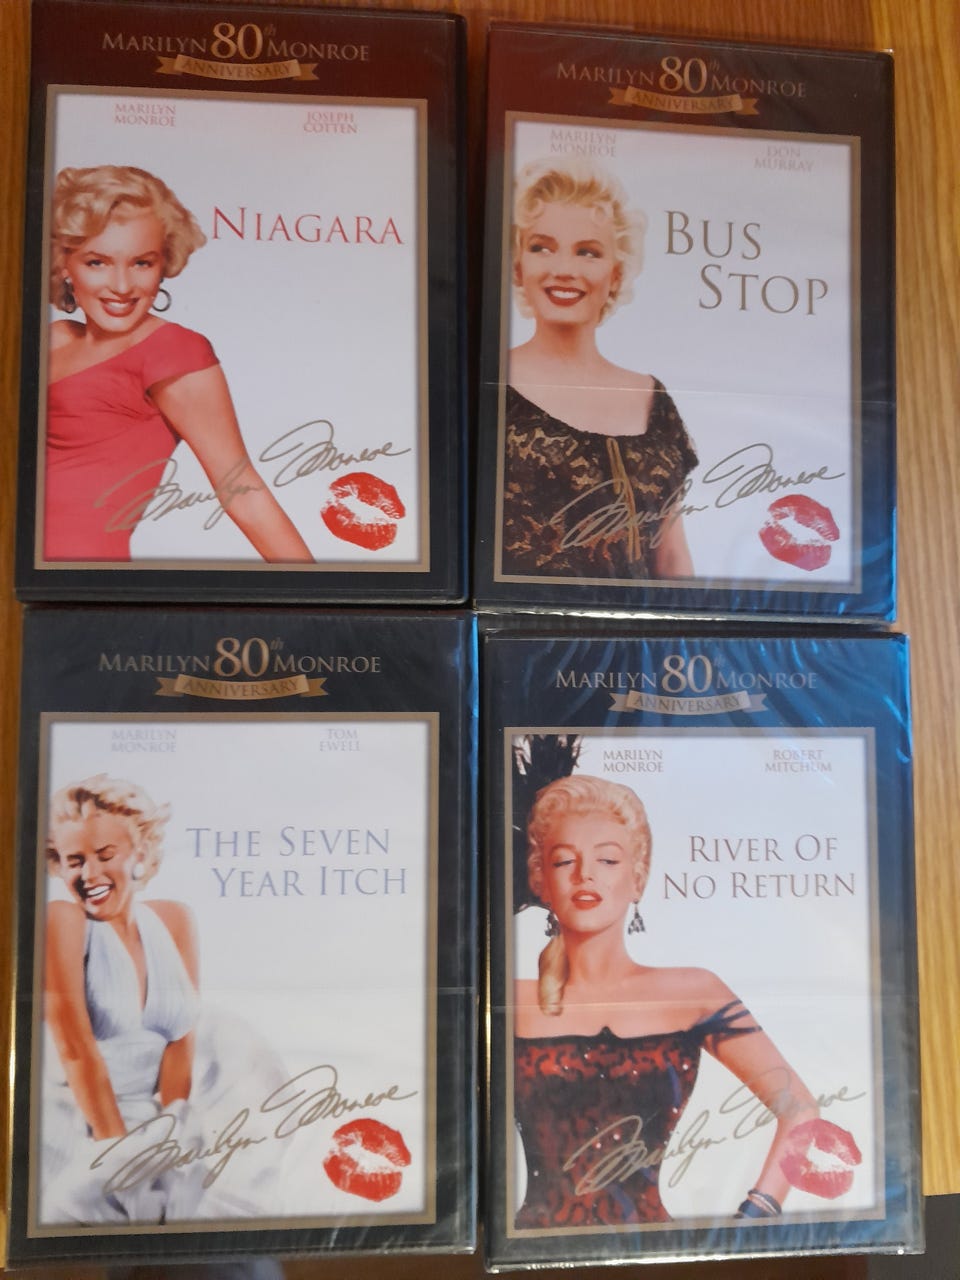 MARILYN 80th MONROE
ANNIVERSARY
MARILYN
MONROE
JOSEPH
COTTEN
NIAGARA
Marilyn Monroe
MARILYN 80th MONROE
ANNIVERSARY
MARILYN
MONROE
DON
MURRAY
BUS
STOP
Marilyn Monroe
MARILYN 80th MONROE
ANNIVERSARY
MARILYN
MONROE
TOM
EWELL
THE SEVEN
YEAR ITCH
Marilyn Monroe
MARILYN 80th MONROE
ANNIVERSARY
MARILYN
MONROE
ROBERT
MITCHUM
RIVER OF
NO RETURN
Marilyn Monroe